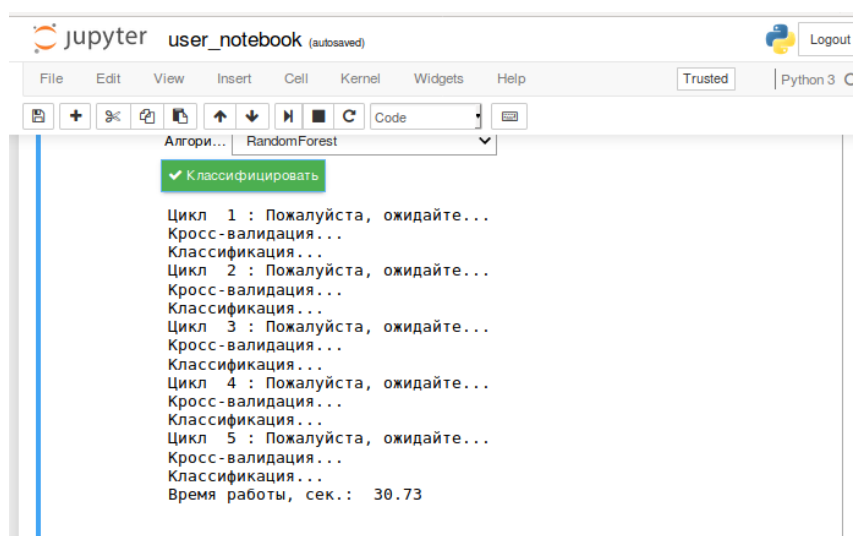 jupyter user_notebook (autosaved) Logout
File Edit View Insert Cell Kernel Widgets Help Trusted Python 3
Code
Алгори... RandomForest
Классифицировать
Цикл 1 : Пожалуйста, ожидайте...
Кросс-валидация...
Классификация...
Цикл 2 : Пожалуйста, ожидайте...
Кросс-валидация...
Классификация...
Цикл 3 : Пожалуйста, ожидайте...
Кросс-валидация...
Классификация...
Цикл 4 : Пожалуйста, ожидайте...
Кросс-валидация...
Классификация...
Цикл 5 : Пожалуйста, ожидайте...
Кросс-валидация...
Классификация...
Время работы, сек.: 30.73